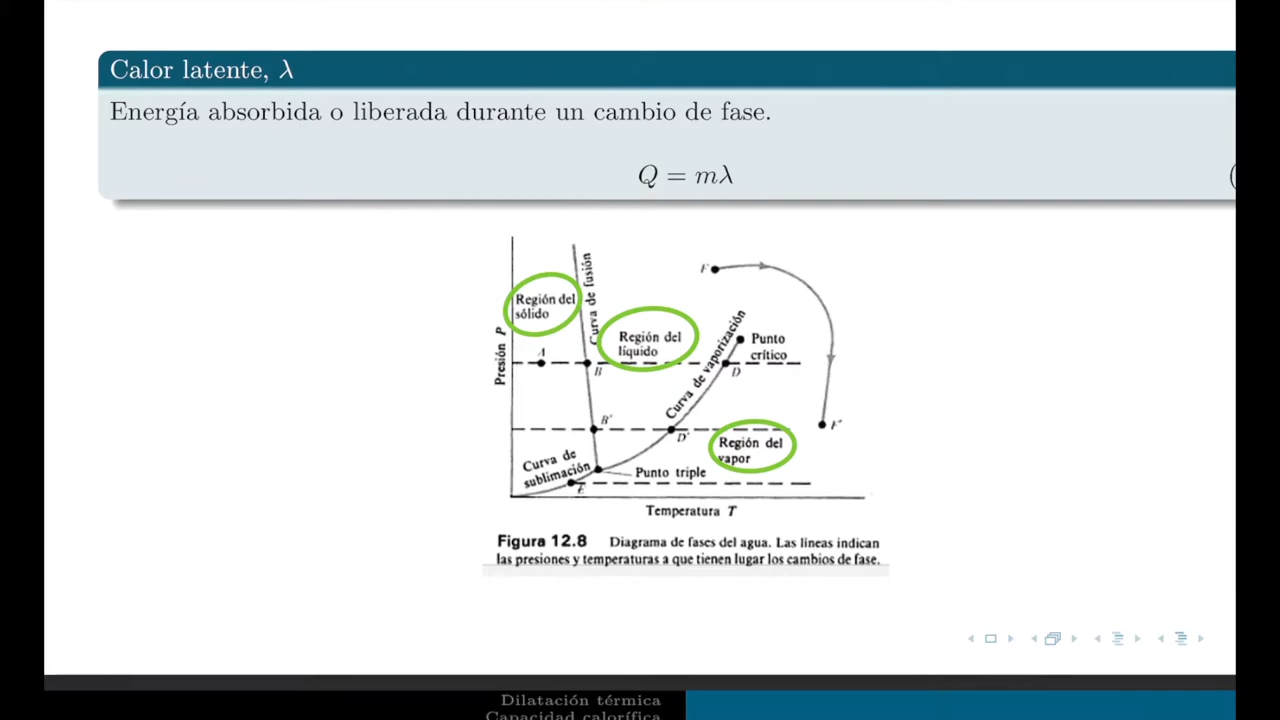 Calor latente, λ
Energía absorbida o liberada durante un cambio de fase.
Q = mλ
(
Región del
sólido
Curva de fusión
Región del
líquido
F
Curva de vaporización
Punto
crítico
Presión P
A
B
D
B'
D'
F'
Región del
vapor
Curva de
sublimación
Punto triple
E
Temperatura T
Figura 12.8 Diagrama de fases del agua. Las líneas indican
las presiones y temperaturas a que tienen lugar los cambios de fase.
Dilatación térmica
Capacidad calorífica